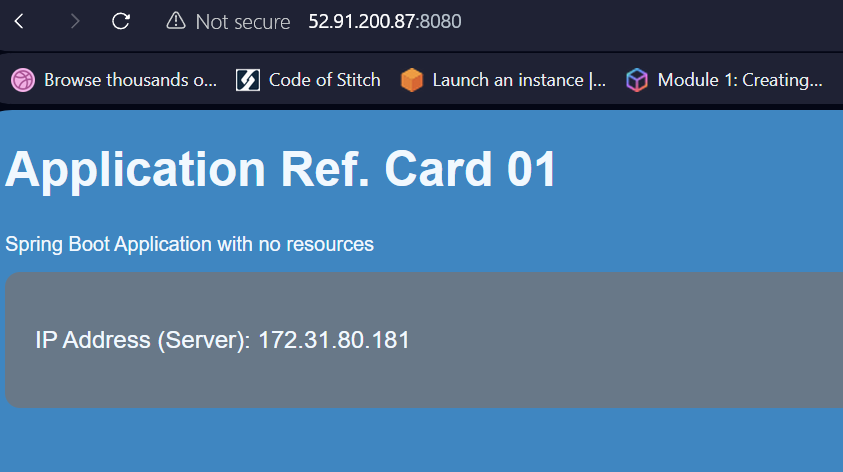 Not secure 52.91.200.87:8080
Browse thousands o... Code of Stitch Launch an instance |... Module 1: Creating...
Application Ref. Card 01
Spring Boot Application with no resources
IP Address (Server): 172.31.80.181